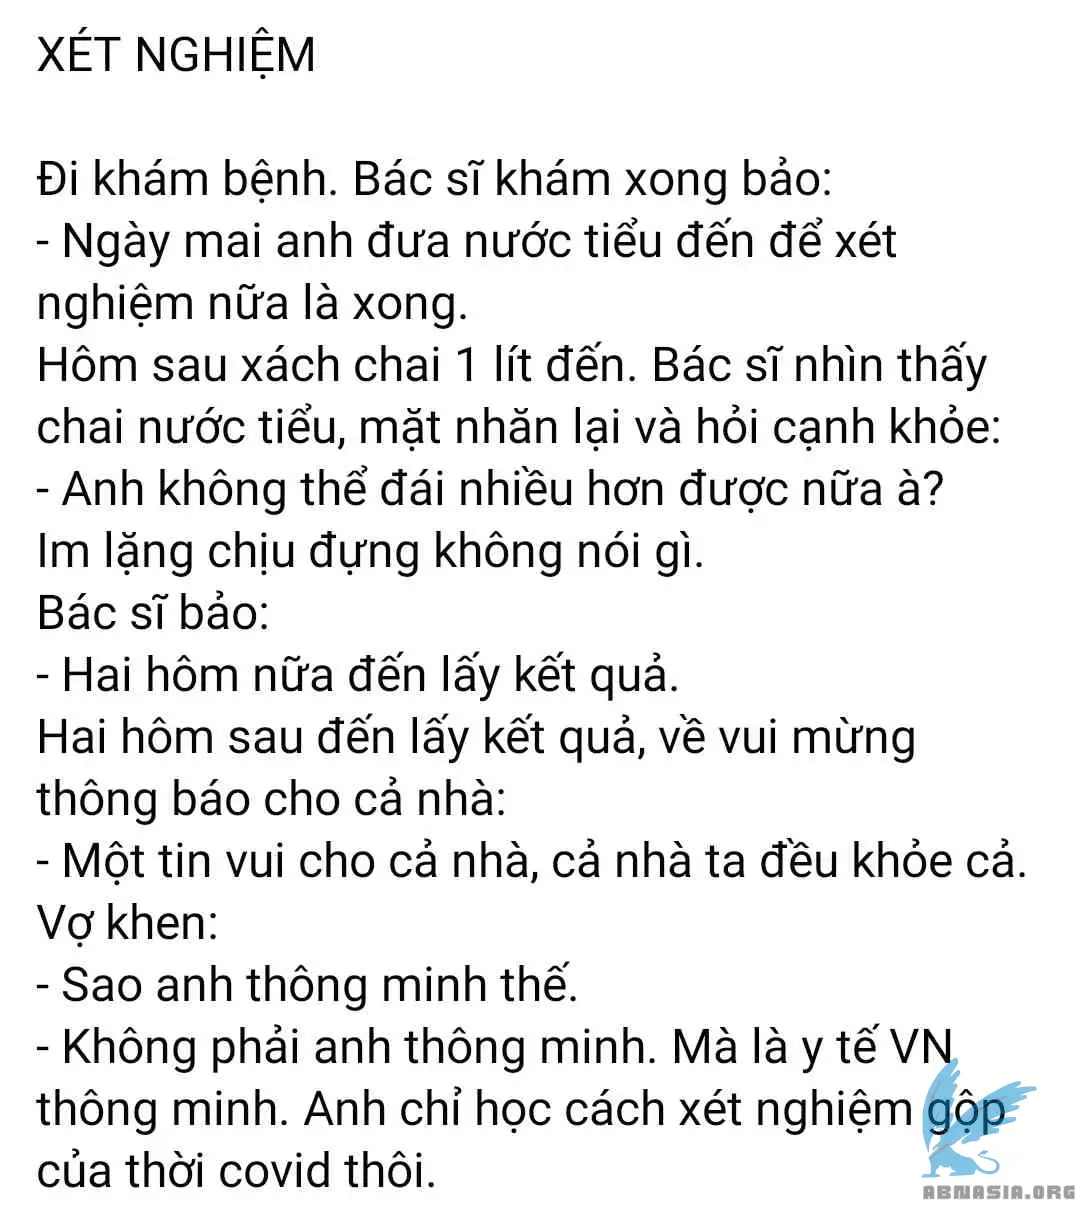 XÉT NGHIỆM
Đi khám bệnh. Bác sĩ khám xong bảo:
- Ngày mai anh đưa nước tiểu đến để xét
nghiệm nữa là xong.
Hôm sau xách chai 1 lít đến. Bác sĩ nhìn thấy
chai nước tiểu, mặt nhăn lại và hỏi cạnh khỏe:
- Anh không thể đái nhiều hơn được nữa à?
Im lặng chịu đựng không nói gì.
Bác sĩ bảo:
- Hai hôm nữa đến lấy kết quả.
Hai hôm sau đến lấy kết quả, về vui mừng
thông báo cho cả nhà:
- Một tin vui cho cả nhà, cả nhà ta đều khỏe cả.
Vợ khen:
- Sao anh thông minh thế.
- Không phải anh thông minh. Mà là y tế VN
thông minh. Anh chỉ học cách xét nghiệm gộp
của thời covid thôi.
ABNASIA.ORG